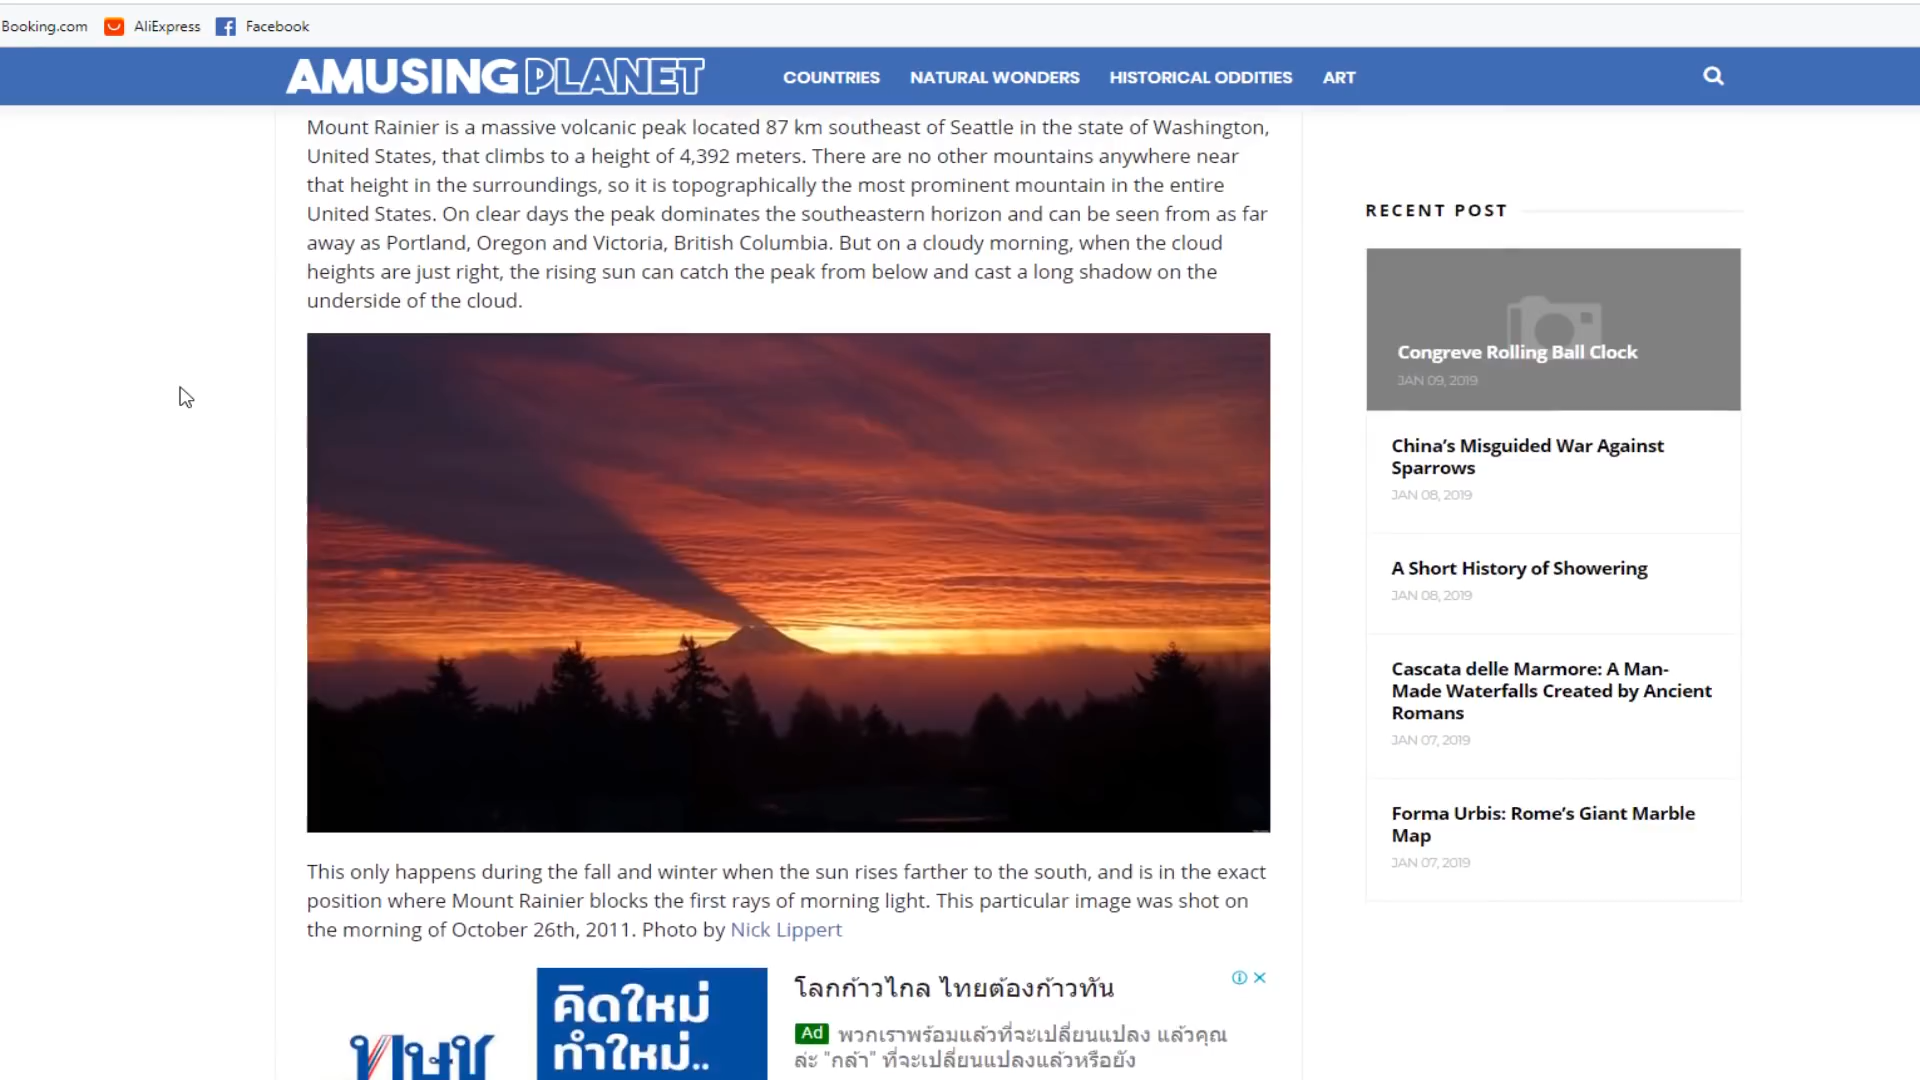 Booking.com AliExpress Facebook
AMUSING PLANET COUNTRIES NATURAL WONDERS HISTORICAL ODDITIES ART
Mount Rainier is a massive volcanic peak located 87 km southeast of Seattle in the state of Washington,
United States, that climbs to a height of 4,392 meters. There are no other mountains anywhere near
that height in the surroundings, so it is topographically the most prominent mountain in the entire
United States. On clear days the peak dominates the southeastern horizon and can be seen from as far
away as Portland, Oregon and Victoria, British Columbia. But on a cloudy morning, when the cloud
heights are just right, the rising sun can catch the peak from below and cast a long shadow on the
underside of the cloud.
This only happens during the fall and winter when the sun rises farther to the south, and is in the exact
position where Mount Rainier blocks the first rays of morning light. This particular image was shot on
the morning of October 26th, 2011. Photo by Nick Lippert
คิดใหม่
ทำใหม่..
โลกก้าวไกล ไทยต้องก้าวทัน
Ad พวกเราพร้อมแล้วที่จะเปลี่ยนแปลง แล้วคุณ
ล่ะ "กล้า" ที่จะเปลี่ยนแปลงแล้วหรือยัง
RECENT POST
Congreve Rolling Ball Clock
JAN 09, 2019
China's Misguided War Against
Sparrows
JAN 08, 2019
A Short History of Showering
JAN 08, 2019
Cascata delle Marmore: A Man-
Made Waterfalls Created by Ancient
Romans
JAN 07, 2019
Forma Urbis: Rome's Giant Marble
Map
JAN 07, 2019